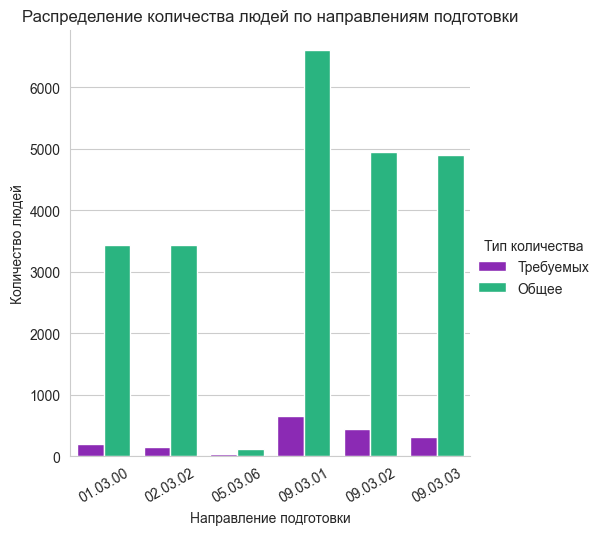 Распределение количества людей по направлениям подготовки
6000
5000
4000
3000
2000
1000
0
Количество людей
01.03.00
02.03.02
05.03.06
09.03.01
09.03.02
09.03.03
Направление подготовки
Тип количества
Требуемых
Общее